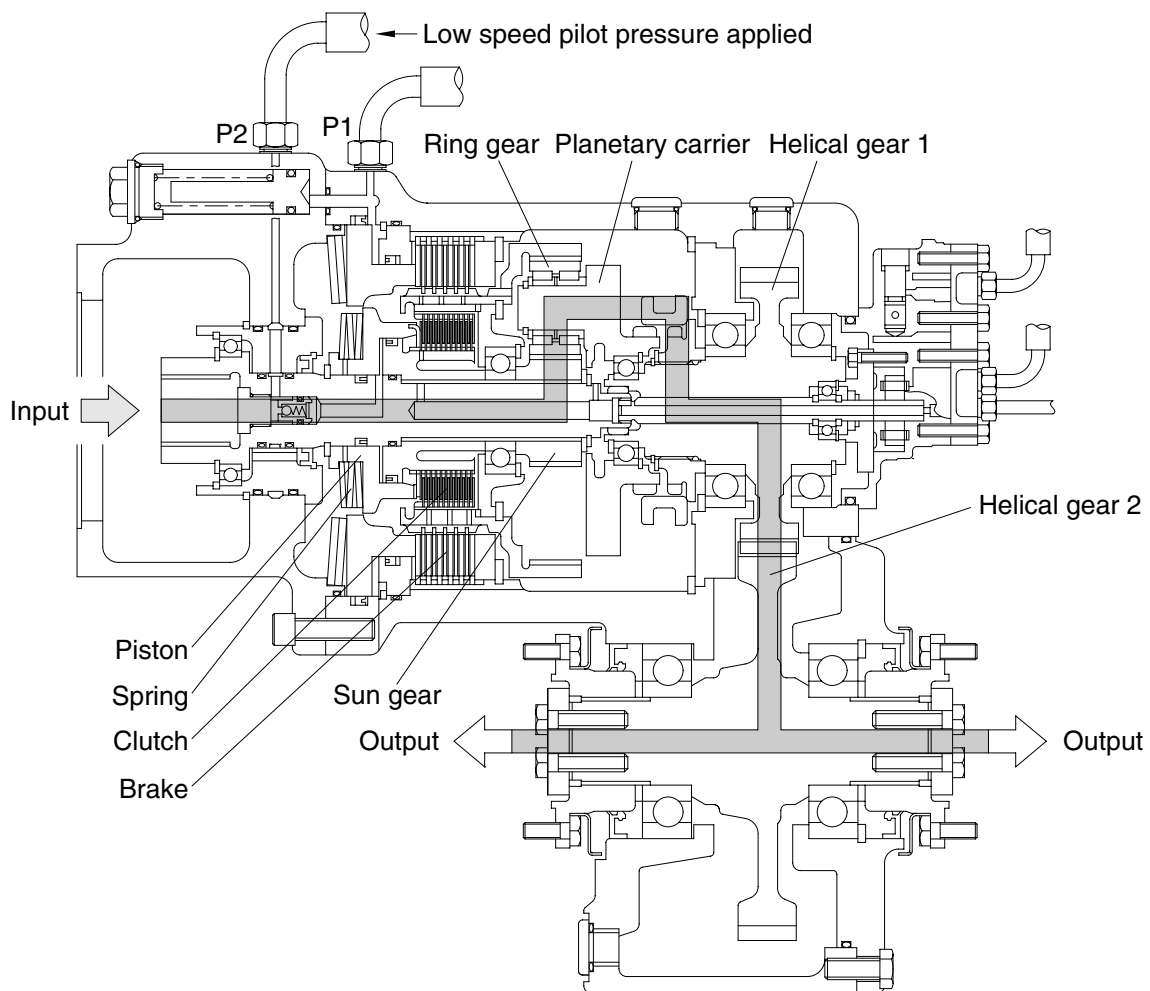 Low speed pilot pressure applied
P2
P1
Ring gear
Planetary carrier
Helical gear 1
Input
Helical gear 2
Piston
Spring
Sun gear
Clutch
Output
Output
Brake